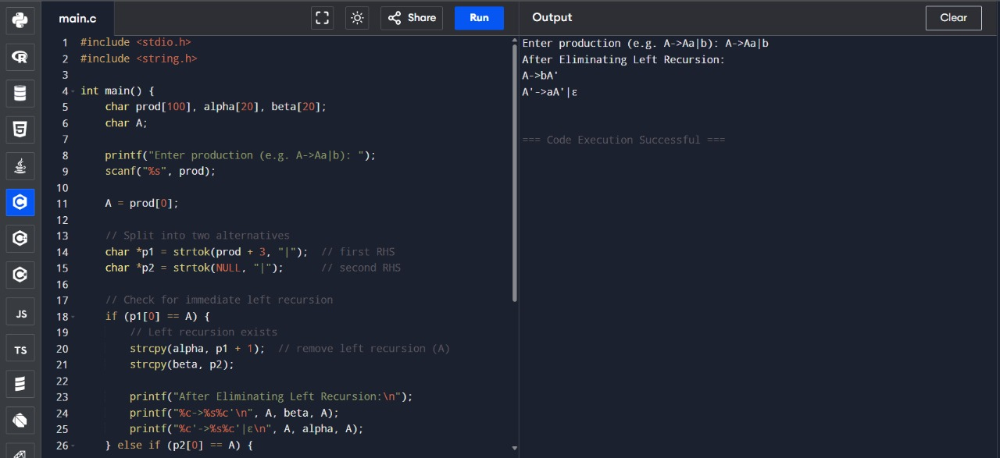 main.c
Share
Run
Output
Clear
1 #include <stdio.h>
2 #include <string.h>
3
4 int main() {
5     char prod[100], alpha[20], beta[20];
6     char A;
7
8     printf("Enter production (e.g. A->Aa|b): ");
9     scanf("%s", prod);
10
11     A = prod[0];
12
13     // Split into two alternatives
14     char *p1 = strtok(prod + 3, "|");  // first RHS
15     char *p2 = strtok(NULL, "|");      // second RHS
16
17     // Check for immediate left recursion
18     if (p1[0] == A) {
19         // Left recursion exists
20         strcpy(alpha, p1 + 1);  // remove left recursion (A)
21         strcpy(beta, p2);
22
23         printf("After Eliminating Left Recursion:\n");
24         printf("%c->%s%c'\n", A, beta, A);
25         printf("%c'->%s%c'|ε\n", A, alpha, A);
26     } else if (p2[0] == A) {
Enter production (e.g. A->Aa|b): A->Aa|b
After Eliminating Left Recursion:
A->bA'
A'->aA'|ε
=== Code Execution Successful ===
R
5
C
C
C
JS
TS